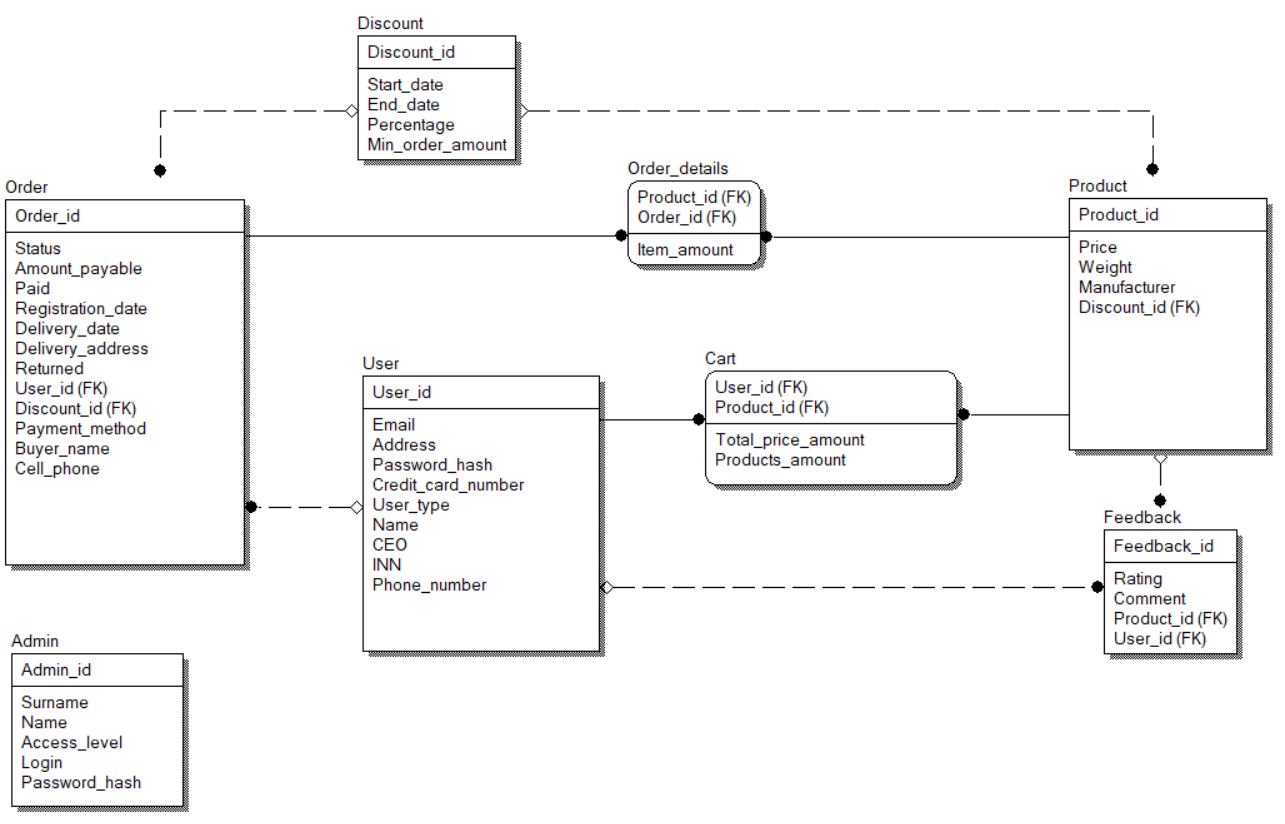 Discount
Discount_id
Start_date
End_date
Percentage
Min_order_amount
Order_details
Product_id (FK)
Order_id (FK)
Item_amount
Order
Order_id
Status
Amount_payable
Paid
Registration_date
Delivery_date
Delivery_address
Returned
User_id (FK)
Discount_id (FK)
Payment_method
Buyer_name
Cell_phone
Product
Product_id
Price
Weight
Manufacturer
Discount_id (FK)
User
User_id
Email
Address
Password_hash
Credit_card_number
User_type
Name
CEO
INN
Phone_number
Cart
User_id (FK)
Product_id (FK)
Total_price_amount
Products_amount
Feedback
Feedback_id
Rating
Comment
Product_id (FK)
User_id (FK)
Admin
Admin_id
Surname
Name
Access_level
Login
Password_hash